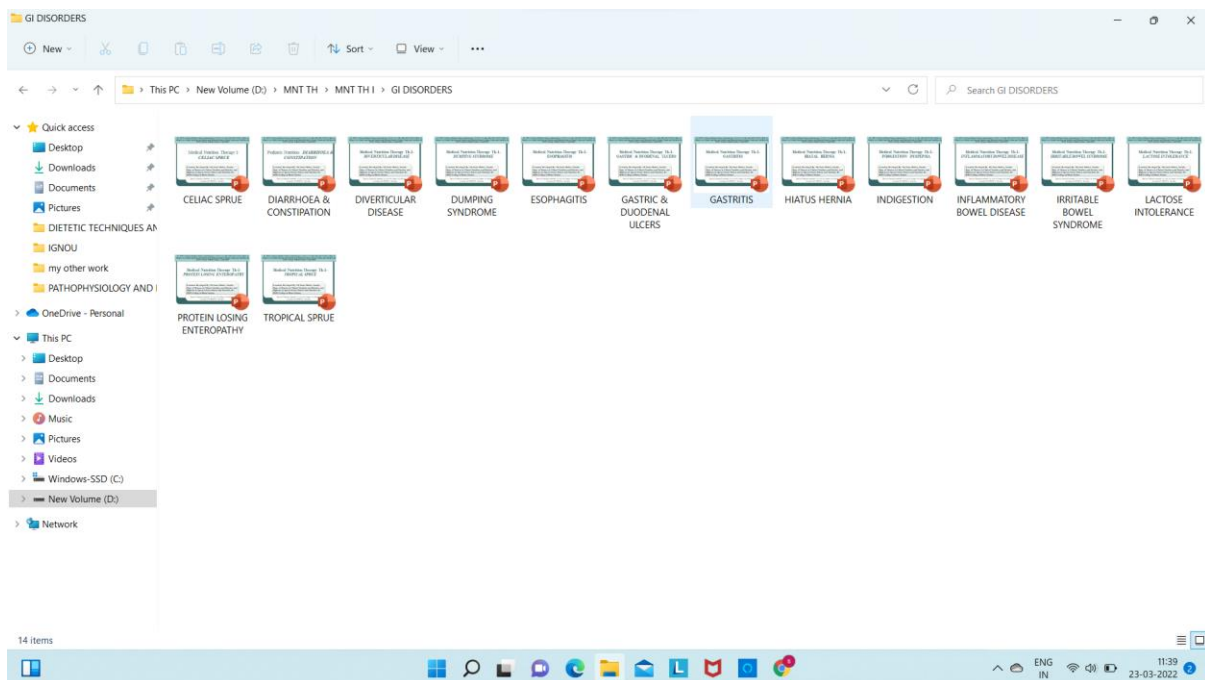 GI DISORDERS
New
Sort
View
This PC > New Volume (D:) > MNT TH > MNT TH I > GI DISORDERS
Search GI DISORDERS
Quick access
Desktop
Downloads
Documents
Pictures
DIETETIC TECHNIQUES AN
IGNOU
my other work
PATHOPHYSIOLOGY AND
OneDrive - Personal
This PC
Desktop
Documents
Downloads
Music
Pictures
Videos
Windows-SSD (C:)
New Volume (D:)
Network
CELIAC SPRUE
DIARRHOEA &
CONSTIPATION
DIVERTICULAR
DISEASE
DUMPING
SYNDROME
ESOPHAGITIS
GASTRIC &
DUODENAL
ULCERS
GASTRITIS
HIATUS HERNIA
INDIGESTION
INFLAMMATORY
BOWEL DISEASE
IRRITABLE
BOWEL
SYNDROME
LACTOSE
INTOLERANCE
PROTEIN LOSING
ENTEROPATHY
TROPICAL SPRUE
14 items
ENG
IN
11:39
23-03-2022
2